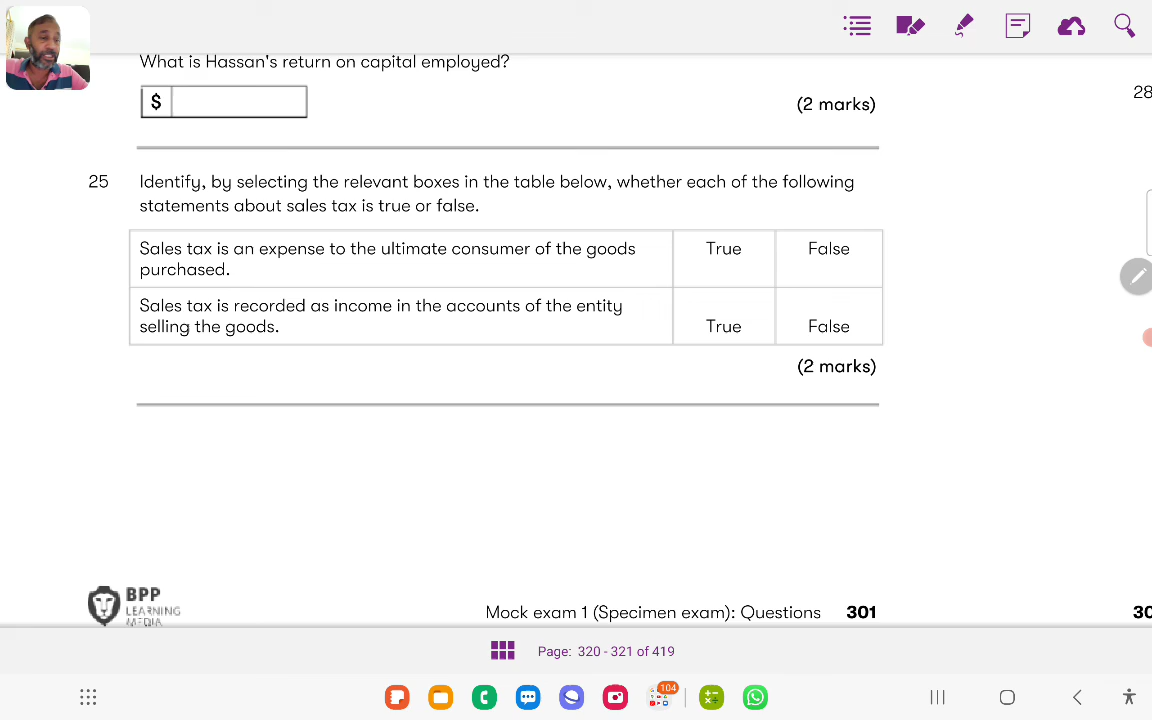 What is Hassan's return on capital employed?
$
(2 marks)
28
25 Identify, by selecting the relevant boxes in the table below, whether each of the following
statements about sales tax is true or false.
Sales tax is an expense to the ultimate consumer of the goods True False
purchased.
Sales tax is recorded as income in the accounts of the entity
selling the goods. True False
(2 marks)
BPP
LEARNING
MEDIA
Mock exam 1 (Specimen exam): Questions 301
30
Page: 320 - 321 of 419
104